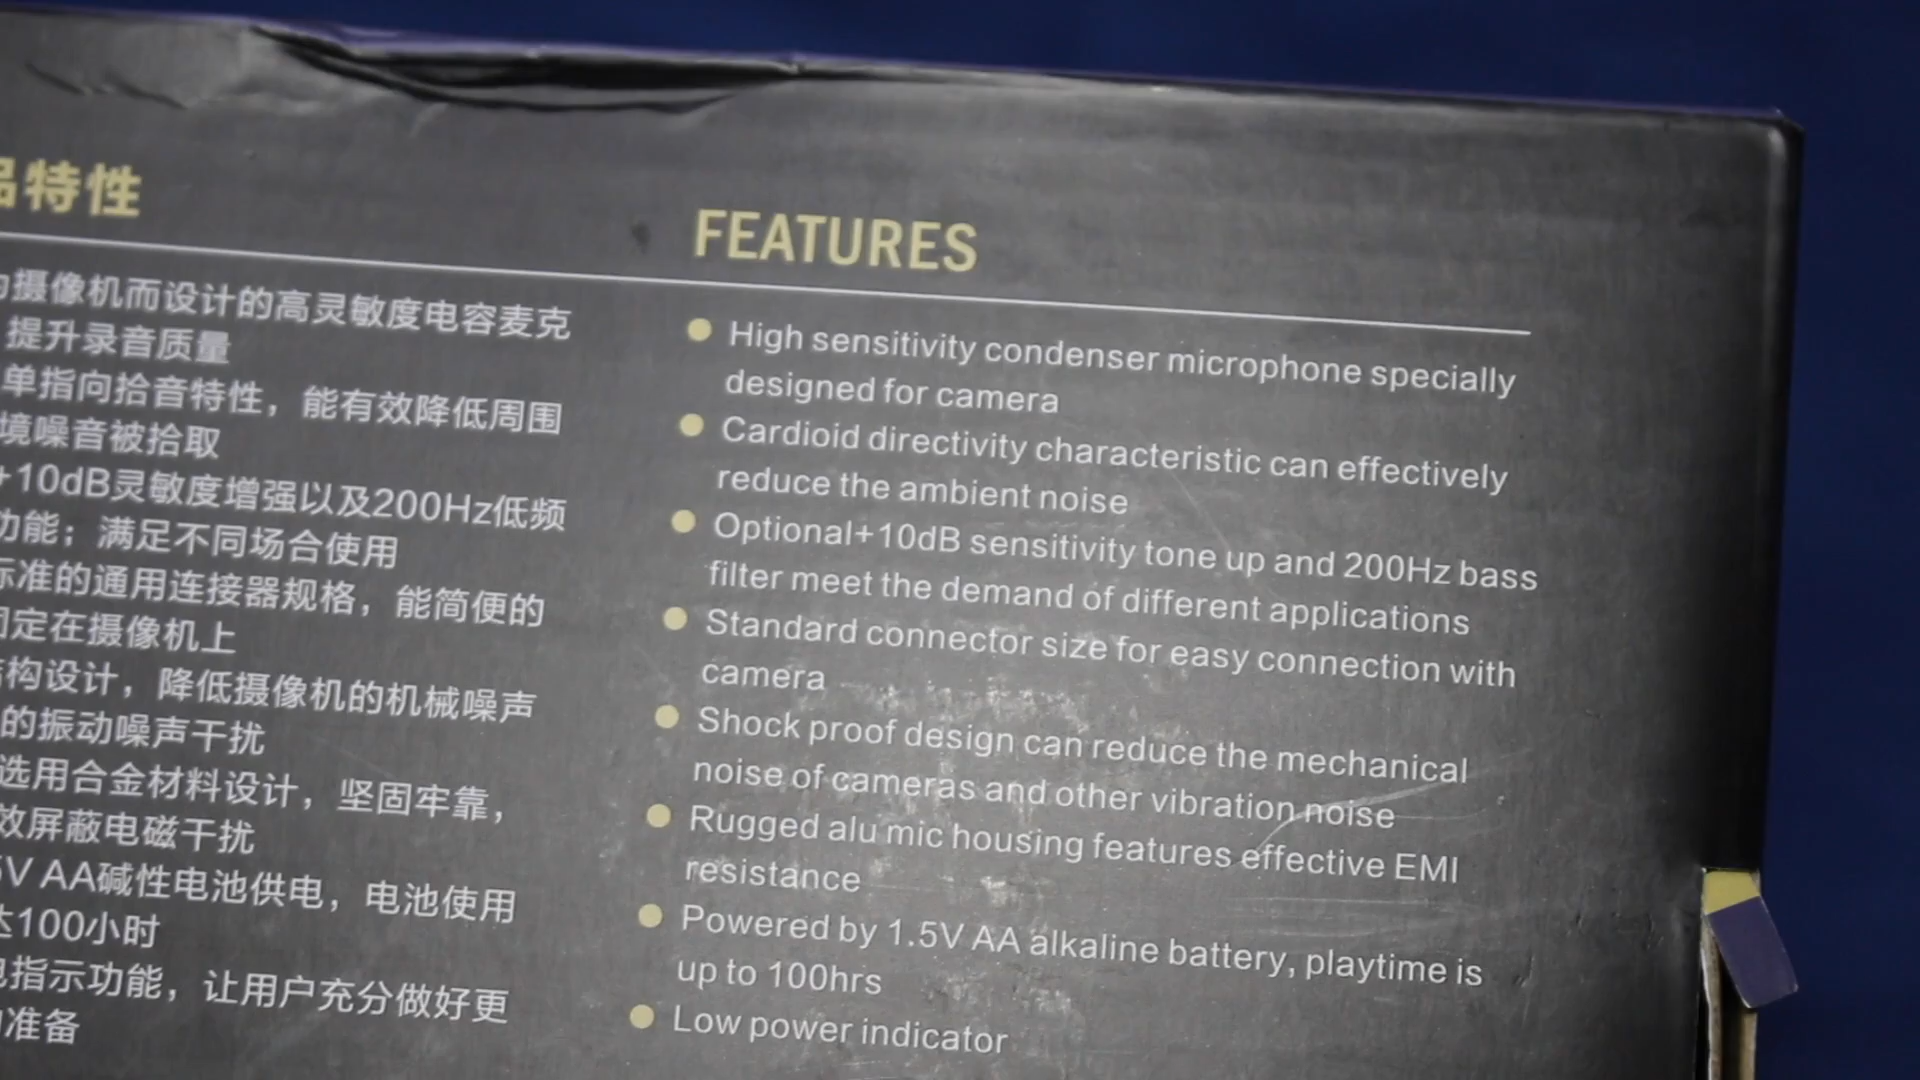 品特性
摄像机而设计的高灵敏度电容麦克
提升录音质量
单指向拾音特性，能有效降低周围
境噪音被拾取
+10dB灵敏度增强以及200Hz低频
功能；满足不同场合使用
标准的通用连接器规格，能简便的
固定在摄像机上
结构设计，降低摄像机的机械噪声
的振动噪声干扰
选用合金材料设计，坚固牢靠，
效屏蔽电磁干扰
5V AA碱性电池供电，电池使用
达100小时
指示功能，让用户充分做好更
准备
FEATURES
High sensitivity condenser microphone specially
designed for camera
Cardioid directivity characteristic can effectively
reduce the ambient noise
Optional+10dB sensitivity tone up and 200Hz bass
filter meet the demand of different applications
Standard connector size for easy connection with
camera
Shock proof design can reduce the mechanical
noise of cameras and other vibration noise
Rugged alu mic housing features effective EMI
resistance
Powered by 1.5V AA alkaline battery, playtime is
up to 100hrs
Low power indicator